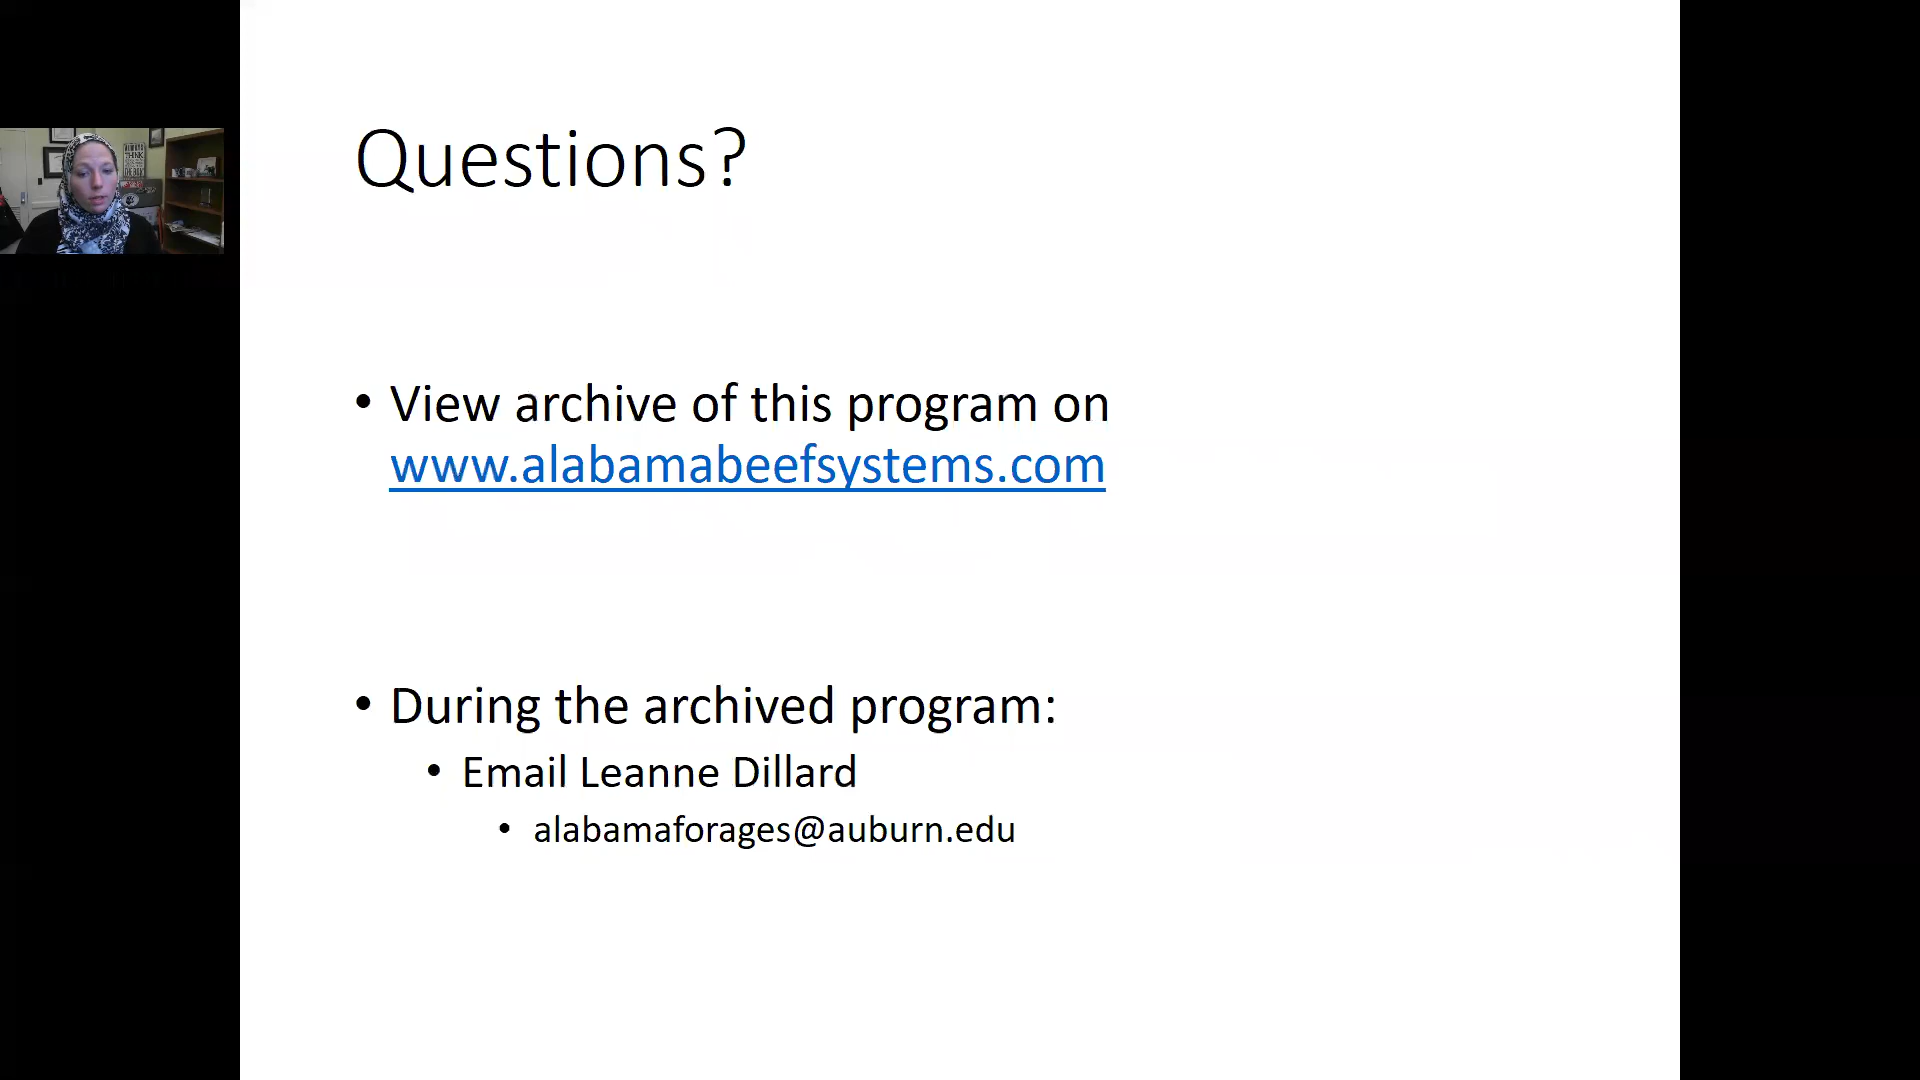 Questions?
• View archive of this program on
www.alabamabeefsystems.com
• During the archived program:
• Email Leanne Dillard
• alabamaforages@auburn.edu
THINK